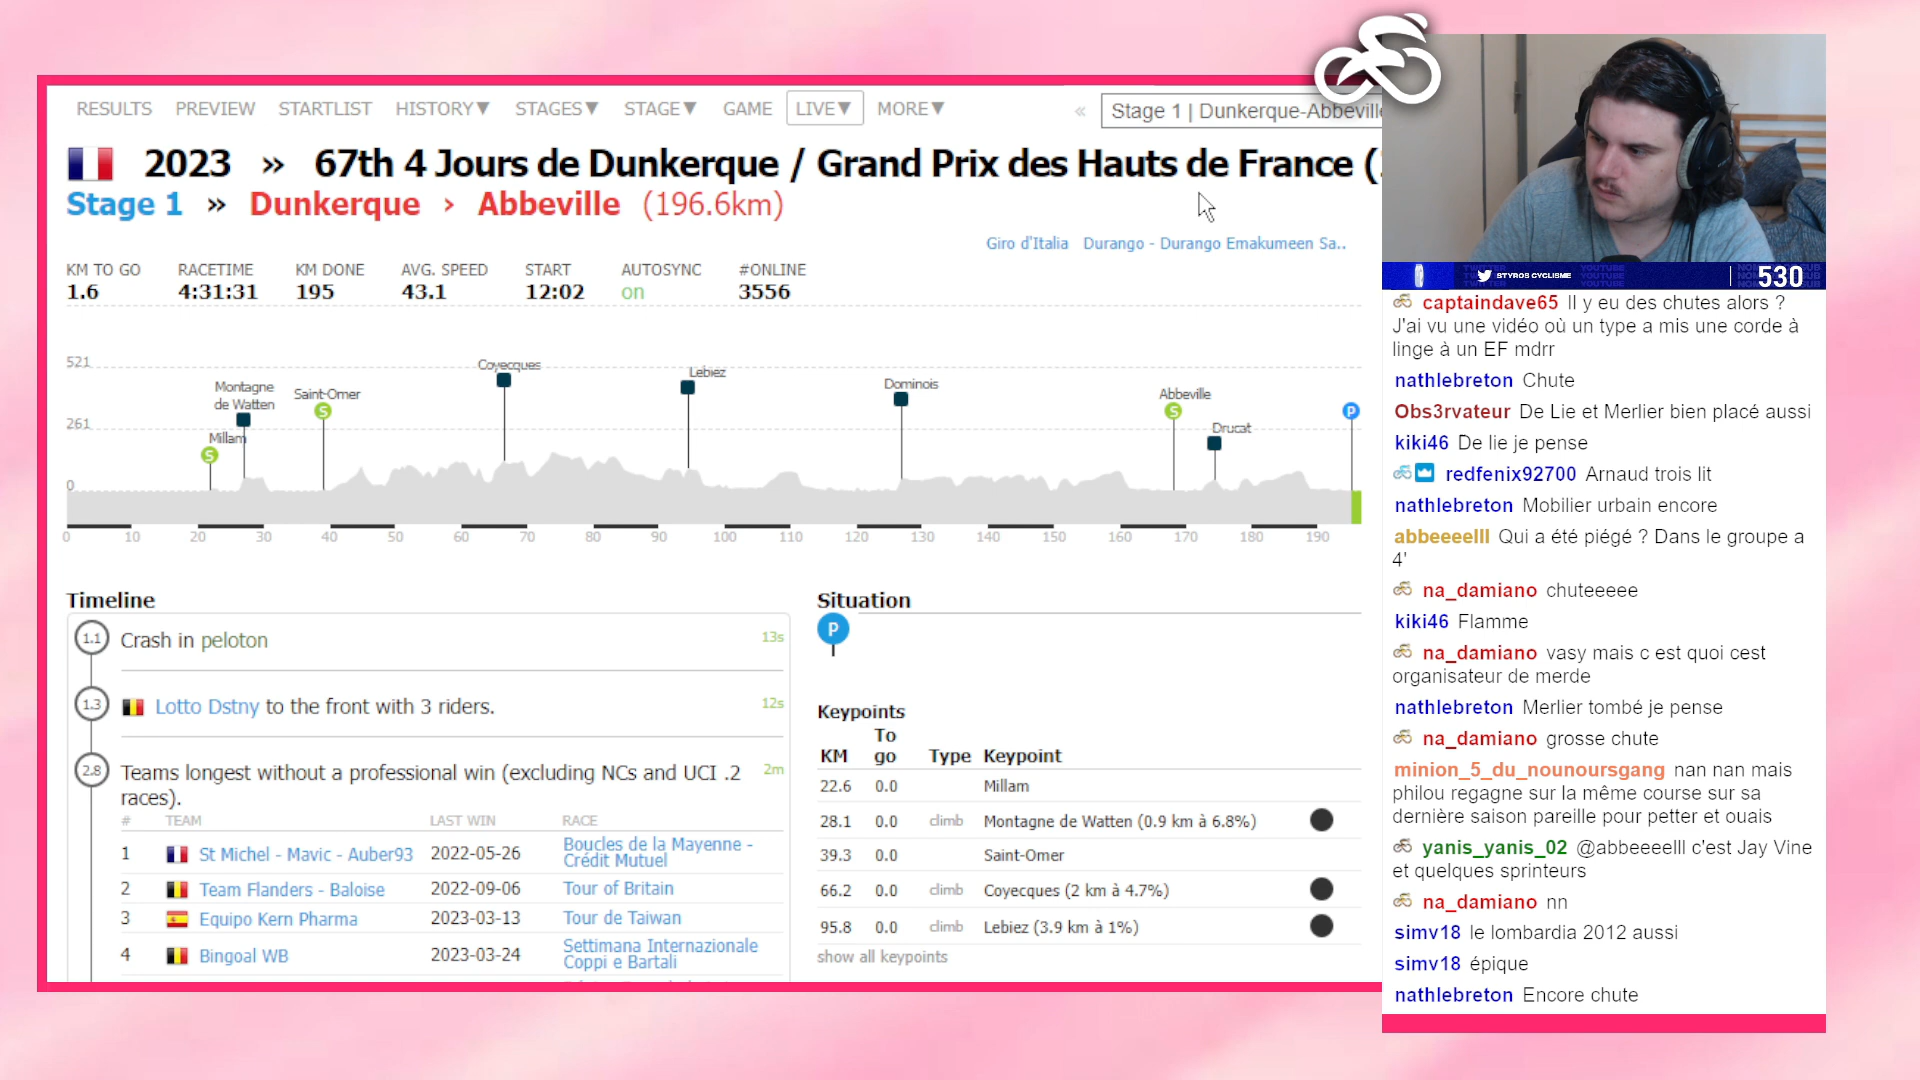 RESULTS PREVIEW STARTLIST HISTORY▼ STAGES▼ STAGE▼ GAME LIVE▼ MORE▼ « Stage 1 | Dunkerque-Abbeville
2023 » 67th 4 Jours de Dunkerque / Grand Prix des Hauts de France (
Stage 1 » Dunkerque › Abbeville (196.6km)
Giro d'Italia Durango - Durango Emakumeen Sa..
KM TO GO RACETIME KM DONE AVG. SPEED START AUTOSYNC #ONLINE
1.6 4:31:31 195 43.1 12:02 on 3556
521
261
0
Millam
Montagne
de Watten
Saint-Omer
Coyecques
Lebiez
Dominois
Abbeville
Drucat
S S S P
0 10 20 30 40 50 60 70 80 90 100 110 120 130 140 150 160 170 180 190
Timeline
1.1 Crash in peloton 13s
1.3 Lotto Dstny to the front with 3 riders. 12s
2.8 Teams longest without a professional win (excluding NCs and UCI .2 2m
races).
# TEAM LAST WIN RACE
1 St Michel - Mavic - Auber93 2022-05-26 Boucles de la Mayenne -
Crédit Mutuel
2 Team Flanders - Baloise 2022-09-06 Tour of Britain
3 Equipo Kern Pharma 2023-03-13 Tour de Taiwan
4 Bingoal WB 2023-03-24 Settimana Internazionale
Coppi e Bartali
Situation
P
Keypoints
KM To go Type Keypoint
22.6 0.0 Millam
28.1 0.0 climb Montagne de Watten (0.9 km à 6.8%)
39.3 0.0 Saint-Omer
66.2 0.0 climb Coyecques (2 km à 4.7%)
95.8 0.0 climb Lebiez (3.9 km à 1%)
show all keypoints
STYROS CYCLISME 530
captaindave65 Il y eu des chutes alors ?
J'ai vu une vidéo où un type a mis une corde à
linge à un EF mdrr
nathlebreton Chute
Obs3rvateur De Lie et Merlier bien placé aussi
kiki46 De lie je pense
redfenix92700 Arnaud trois lit
nathlebreton Mobilier urbain encore
abbeeeelll Qui a été piégé ? Dans le groupe a
4'
na_damiano chuteeeee
kiki46 Flamme
na_damiano vasy mais c est quoi cest
organisateur de merde
nathlebreton Merlier tombé je pense
na_damiano grosse chute
minion_5_du_nounoursgang nan nan mais
philou regagne sur la même course sur sa
dernière saison pareille pour petter et ouais
yanis_yanis_02 @abbeeeelll c'est Jay Vine
et quelques sprinteurs
na_damiano nn
simv18 le lombardia 2012 aussi
simv18 épique
nathlebreton Encore chute